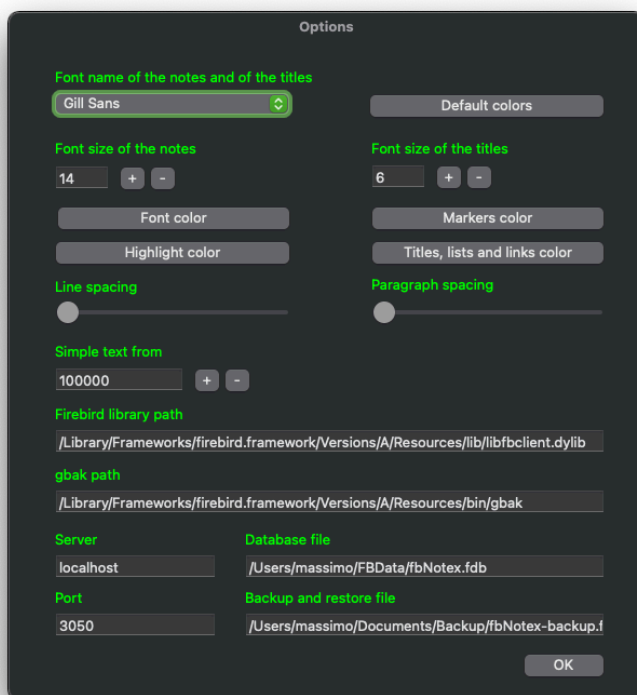 Options
Font name of the notes and of the titles
Gill Sans
Default colors
Font size of the notes
Font size of the titles
14
+
-
6
+
-
Font color
Markers color
Highlight color
Titles, lists and links color
Line spacing
Paragraph spacing
Simple text from
100000
+
-
Firebird library path
/Library/Frameworks/firebird.framework/Versions/A/Resources/lib/libfbclient.dylib
gbak path
/Library/Frameworks/firebird.framework/Versions/A/Resources/bin/gbak
Server
Database file
localhost
/Users/massimo/FBData/fbNotex.fdb
Port
Backup and restore file
3050
/Users/massimo/Documents/Backup/fbNotex-backup.f
OK